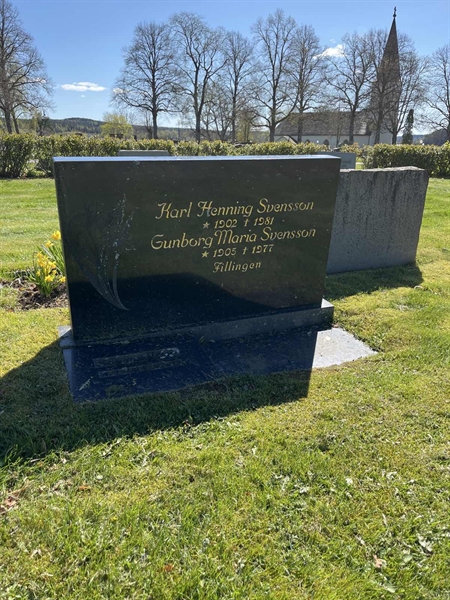 Karl Henning Svensson
* 1902 † 1981
Gunborg Maria Svensson
* 1905 † 1977
Fillingen